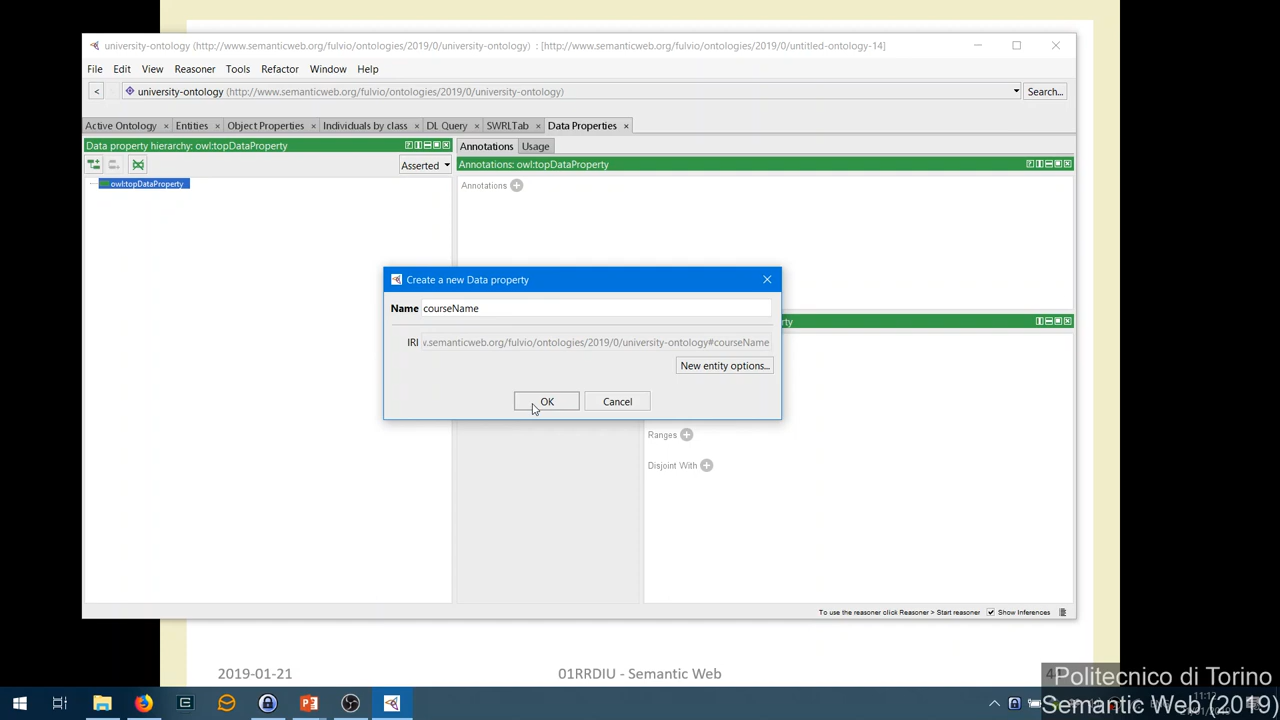 university-ontology (http://www.semanticweb.org/fulvio/ontologies/2019/0/university-ontology) : [http://www.semanticweb.org/fulvio/ontologies/2019/0/untitled-ontology-14]
File Edit View Reasoner Tools Refactor Window Help
< university-ontology (http://www.semanticweb.org/fulvio/ontologies/2019/0/university-ontology) Search...
Active Ontology × Entities × Object Properties × Individuals by class × DL Query × SWRLTab × Data Properties ×
Data property hierarchy: owl:topDataProperty
Annotations Usage
Asserted
Annotations: owl:topDataProperty
owl:topDataProperty
Annotations
Create a new Data property
Name courseName
IRI v.semanticweb.org/fulvio/ontologies/2019/0/university-ontology#courseName
New entity options...
OK Cancel
Ranges
Disjoint With
To use the reasoner click Reasoner > Start reasoner Show Inferences
2019-01-21
01RRDIU - Semantic Web
Politecnico di Torino
Semantic Web (2019)